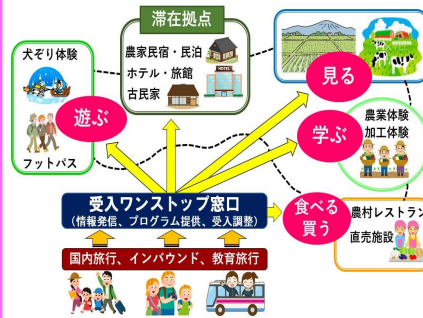 滞在拠点
犬ぞり体験
フットパス
遊ぶ
農家民宿・民泊
ホテル・旅館
古民家
HOTEL
見る
学ぶ
農業体験
加工体験
食べる
買う
農村レストラン
直売施設
受入ワンストップ窓口
(情報発信、プログラム提供、受入調整)
国内旅行、インバウンド、教育旅行